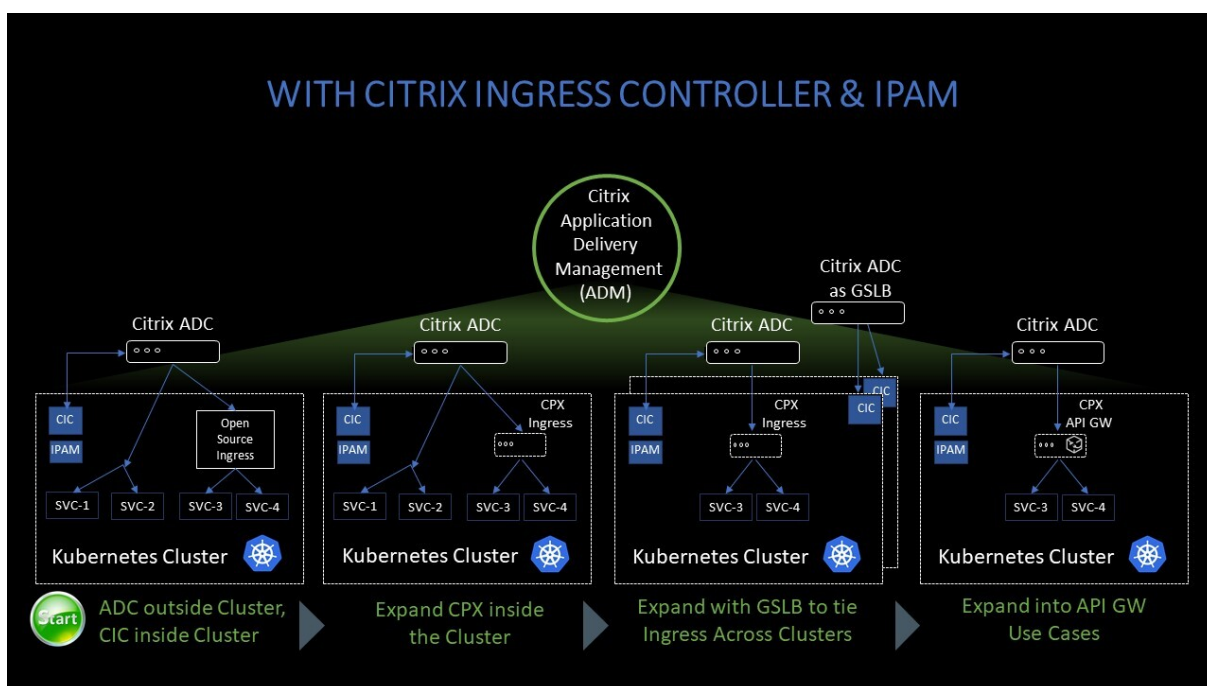 WITH CITRIX INGRESS CONTROLLER & IPAM
Citrix
Application
Delivery
Management
(ADM)
Citrix ADC
CIC
IPAM
Open
Source
Ingress
SVC-1
SVC-2
SVC-3
SVC-4
Kubernetes Cluster
Citrix ADC
CIC
IPAM
CPX
Ingress
SVC-1
SVC-2
SVC-3
SVC-4
Kubernetes Cluster
Citrix ADC
Citrix ADC
as GSLB
CIC
IPAM
CPX
Ingress
CIC
CIC
SVC-3
SVC-4
Kubernetes Cluster
Citrix ADC
CIC
IPAM
CPX
API GW
SVC-3
SVC-4
Kubernetes Cluster
Start
ADC outside Cluster,
CIC inside Cluster
Expand CPX inside
the Cluster
Expand with GSLB to tie
Ingress Across Clusters
Expand into API GW
Use Cases